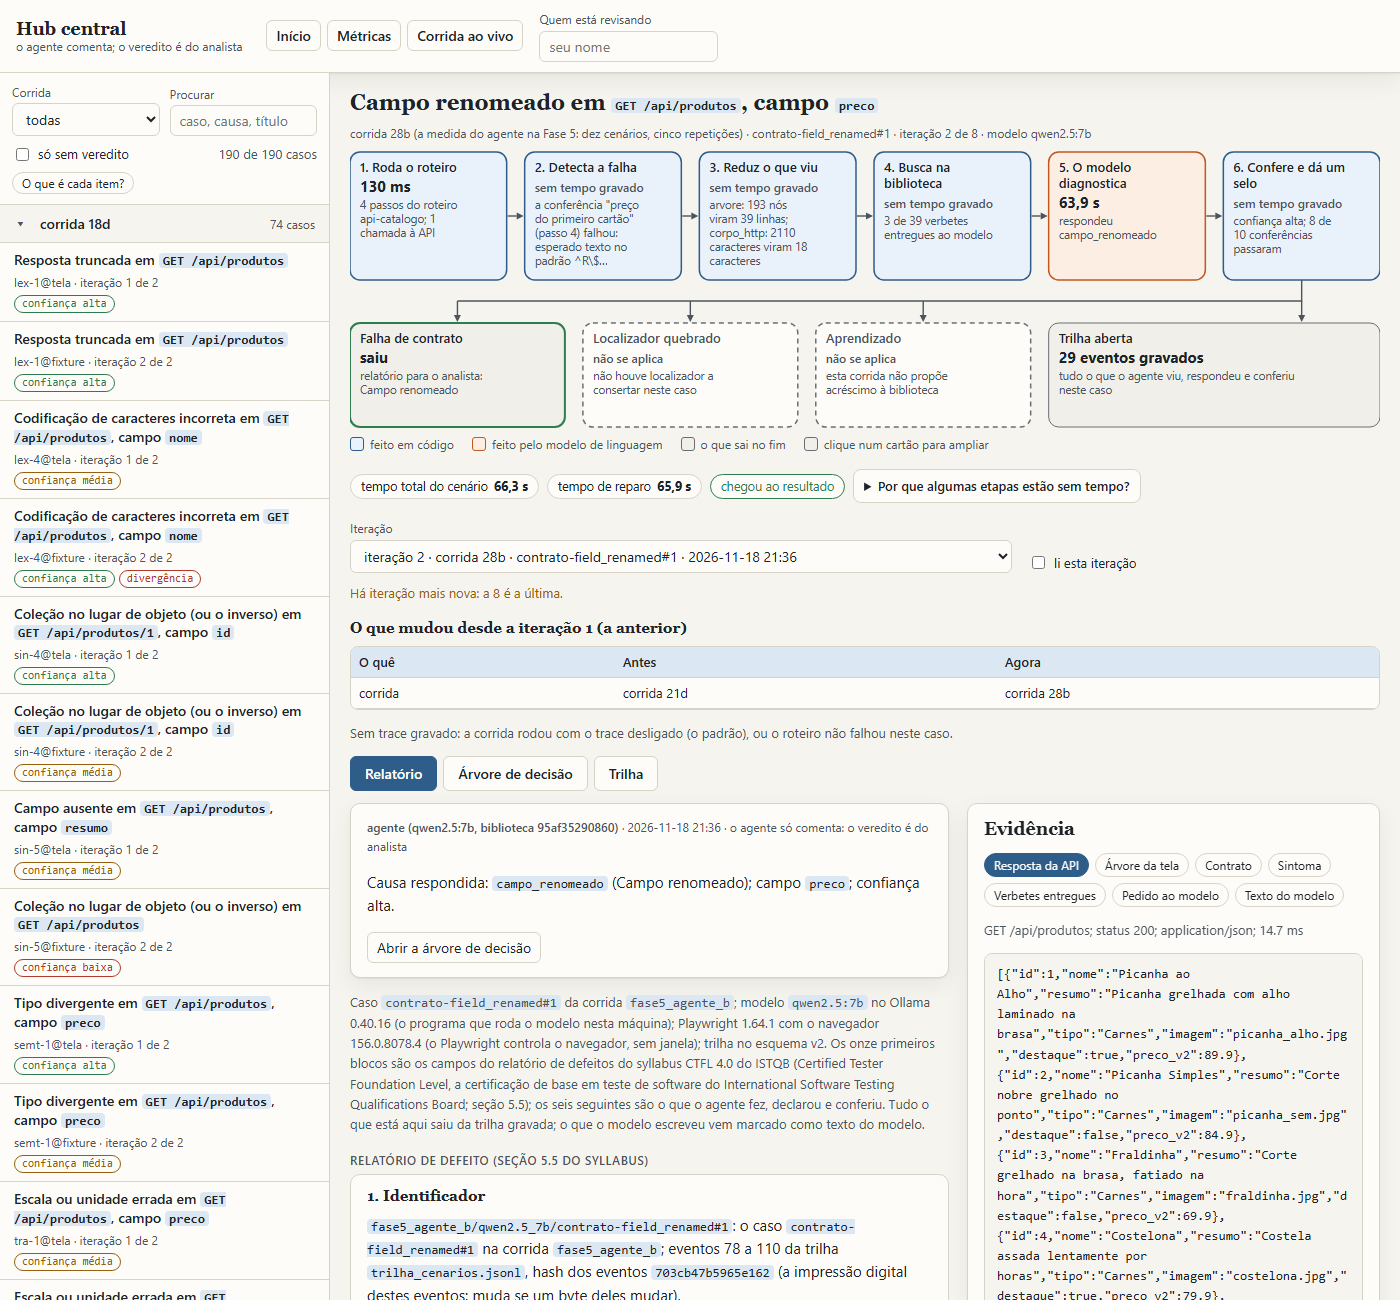 Hub central
o agente comenta; o veredito é do analista
Início
Métricas
Corrida ao vivo
Quem está revisando
seu nome
Corrida
Procurar
todas
caso, causa, título
só sem veredito
190 de 190 casos
O que é cada item?
corrida 18d
74 casos
Resposta truncada em GET /api/produtos
lex-1@tela · iteração 1 de 2
confiança alta
Resposta truncada em GET /api/produtos
lex-1@fixture · iteração 2 de 2
confiança alta
Codificação de caracteres incorreta em GET
/api/produtos, campo nome
lex-4@tela · iteração 1 de 2
confiança média
Codificação de caracteres incorreta em GET
/api/produtos, campo nome
lex-4@fixture · iteração 2 de 2
confiança alta divergência
Coleção no lugar de objeto (ou o inverso) em
GET /api/produtos/1, campo id
sin-4@tela · iteração 1 de 2
confiança alta
Coleção no lugar de objeto (ou o inverso) em
GET /api/produtos/1, campo id
sin-4@fixture · iteração 2 de 2
confiança média
Campo ausente em GET /api/produtos,
campo resumo
sin-5@tela · iteração 1 de 2
confiança média
Coleção no lugar de objeto (ou o inverso) em
GET /api/produtos
sin-5@fixture · iteração 2 de 2
confiança baixa
Tipo divergente em GET /api/produtos,
campo preco
semt-1@tela · iteração 1 de 2
confiança alta
Tipo divergente em GET /api/produtos,
campo preco
semt-1@fixture · iteração 2 de 2
confiança média
Escala ou unidade errada em GET
/api/produtos, campo preco
tra-1@tela · iteração 1 de 2
confiança média
Escala ou unidade errada em GET
Campo renomeado em GET /api/produtos, campo preco
corrida 28b (a medida do agente na Fase 5: dez cenários, cinco repetições) · contrato-field_renamed#1 · iteração 2 de 8 · modelo qwen2.5:7b
1. Roda o roteiro
130 ms
4 passos do roteiro
api-catalogo; 1
chamada à API
2. Detecta a falha
sem tempo gravado
a conferência "preço
do primeiro cartão"
(passo 4) falhou:
esperado texto no
padrão ^R\$...
3. Reduz o que viu
sem tempo gravado
arvore: 193 nós
viram 39 linhas;
corpo_http: 2110
caracteres viram 18
caracteres
4. Busca na
biblioteca
sem tempo gravado
3 de 39 verbetes
entregues ao modelo
5. O modelo
diagnostica
63,9 s
respondeu
campo_renomeado
6. Confere e dá um
selo
sem tempo gravado
confiança alta; 8 de
10 conferências
passaram
Falha de contrato
saiu
relatório para o analista:
Campo renomeado
Localizador quebrado
não se aplica
não houve localizador a
consertar neste caso
Aprendizado
não se aplica
esta corrida não propõe
acréscimo à biblioteca
Trilha aberta
29 eventos gravados
tudo o que o agente viu, respondeu e conferiu
neste caso
feito em código
feito pelo modelo de linguagem
o que sai no fim
clique num cartão para ampliar
tempo total do cenário 66,3 s
tempo de reparo 65,9 s
chegou ao resultado
Por que algumas etapas estão sem tempo?
Iteração
iteração 2 · corrida 28b · contrato-field_renamed#1 · 2026-11-18 21:36
li esta iteração
Há iteração mais nova: a 8 é a última.
O que mudou desde a iteração 1 (a anterior)
O quê Antes Agora
corrida corrida 21d corrida 28b
Sem trace gravado: a corrida rodou com o trace desligado (o padrão), ou o roteiro não falhou neste caso.
Relatório
Árvore de decisão
Trilha
agente (qwen2.5:7b, biblioteca 95af35290860) · 2026-11-18 21:36 · o agente só comenta: o veredito é do
analista
Causa respondida: campo_renomeado (Campo renomeado); campo preco; confiança
alta.
Abrir a árvore de decisão
Caso contrato-field_renamed#1 da corrida fase5_agente_b; modelo qwen2.5:7b no Ollama
0.40.16 (o programa que roda o modelo nesta máquina); Playwright 1.64.1 com o navegador
156.0.8078.4 (o Playwright controla o navegador, sem janela); trilha no esquema v2. Os onze primeiros
blocos são os campos do relatório de defeitos do syllabus CTFL 4.0 do ISTQB (Certified Tester
Foundation Level, a certificação de base em teste de software do International Software Testing
Qualifications Board; seção 5.5); os seis seguintes são o que o agente fez, declarou e conferiu. Tudo o
que está aqui saiu da trilha gravada; o que o modelo escreveu vem marcado como texto do modelo.
RELATÓRIO DE DEFEITO (SEÇÃO 5.5 DO SYLLABUS)
1. Identificador
fase5_agente_b/qwen2.5_7b/contrato-field_renamed#1: o caso contrato-
field_renamed#1 na corrida fase5_agente_b; eventos 78 a 110 da trilha
trilha_cenarios.jsonl, hash dos eventos 703cb47b5965e162 (a impressão digital
destes eventos: muda se um byte deles mudar).
Evidência
Resposta da API
Árvore da tela
Contrato
Sintoma
Verbetes entregues
Pedido ao modelo
Texto do modelo
GET /api/produtos; status 200; application/json; 14.7 ms
[{"id":1,"nome":"Picanha ao
Alho","resumo":"Picanha grelhada com alho
laminado na
brasa","tipo":"Carnes","imagem":"picanha_alho.jpg
","destaque":true,"preco_v2":89.9},
{"id":2,"nome":"Picanha Simples","resumo":"Corte
nobre grelhado no
ponto","tipo":"Carnes","imagem":"picanha_sem.jpg"
,"destaque":false,"preco_v2":84.9},
{"id":3,"nome":"Fraldinha","resumo":"Corte
grelhado na brasa, fatiado na
hora","tipo":"Carnes","imagem":"fraldinha.jpg","d
estaque":false,"preco_v2":69.9},
{"id":4,"nome":"Costelona","resumo":"Costela
assada lentamente por
horas","tipo":"Carnes","imagem":"costelona.jpg","
destaque":true,"preco_v2":79.9},